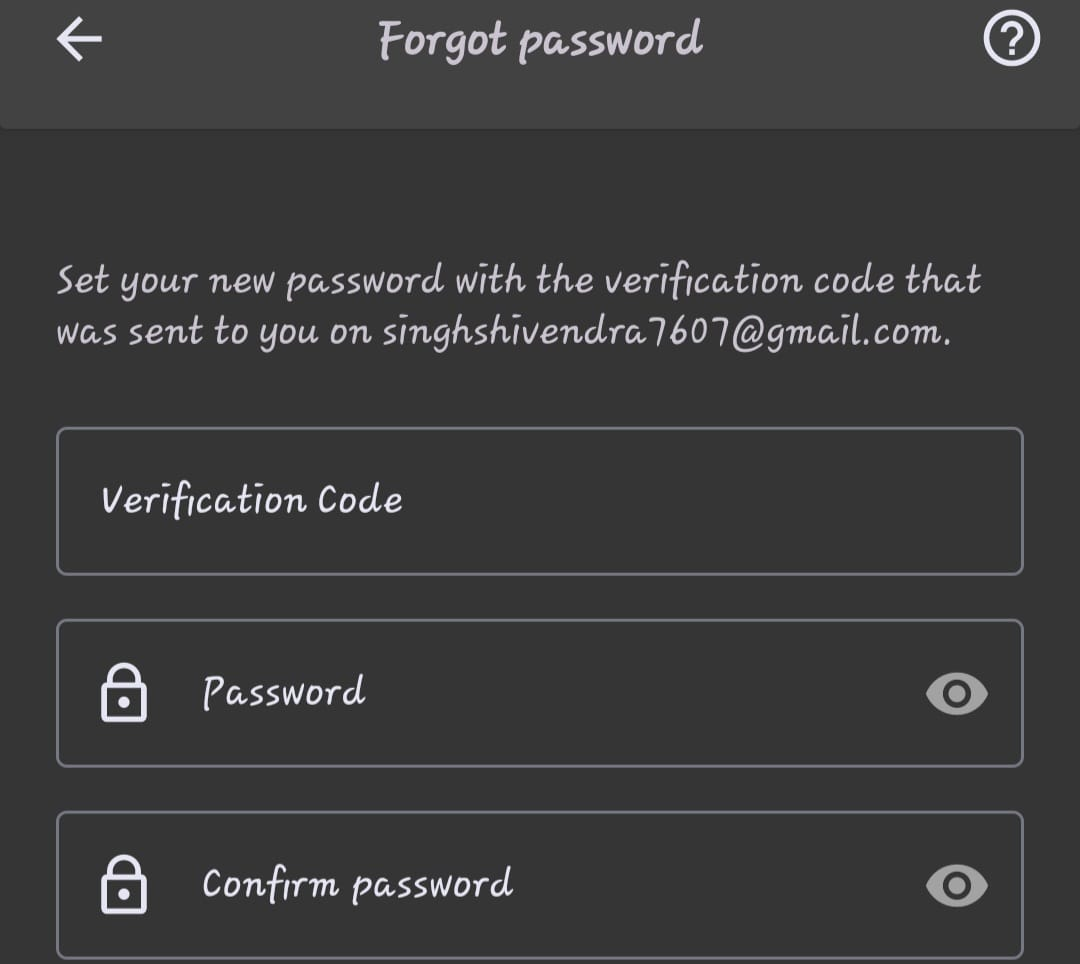 Forgot password
Set your new password with the verification code that
was sent to you on singhshivendra7607@gmail.com.
Verification Code
Password
Confirm password